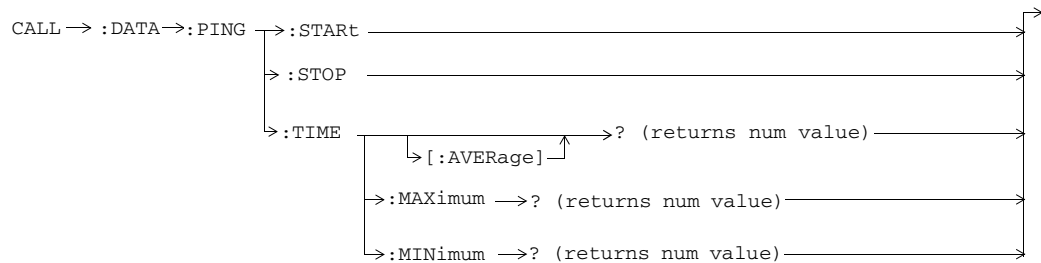 CALL :DATA :PING :STARt
:STOP
:TIME ? (returns num value)
[:AVERage]
:MAXimum ? (returns num value)
:MINimum ? (returns num value)